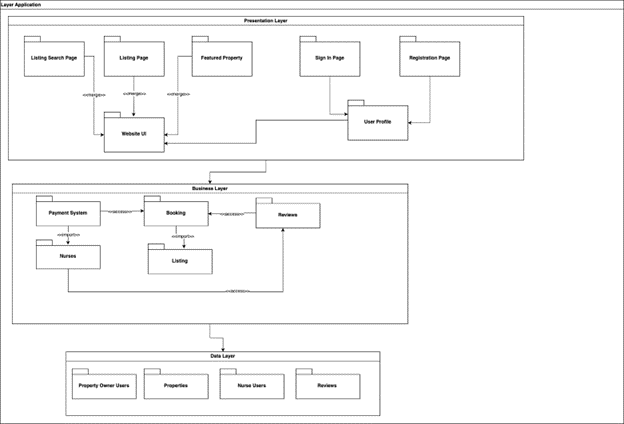 Layar Application
Presentation Layer
Listing Search Page
Listing Page
Featured Property
Sign In Page
Registration Page
<<merge>>
<<merge>>
<<merge>>
Website UI
User Profile
Business Layer
Payment System
<<access>>
Booking
<<access>>
Reviews
<<import>>
<<import>>
Nurses
Listing
<<access>>
Data Layer
Property Owner Users
Properties
Nurse Users
Reviews